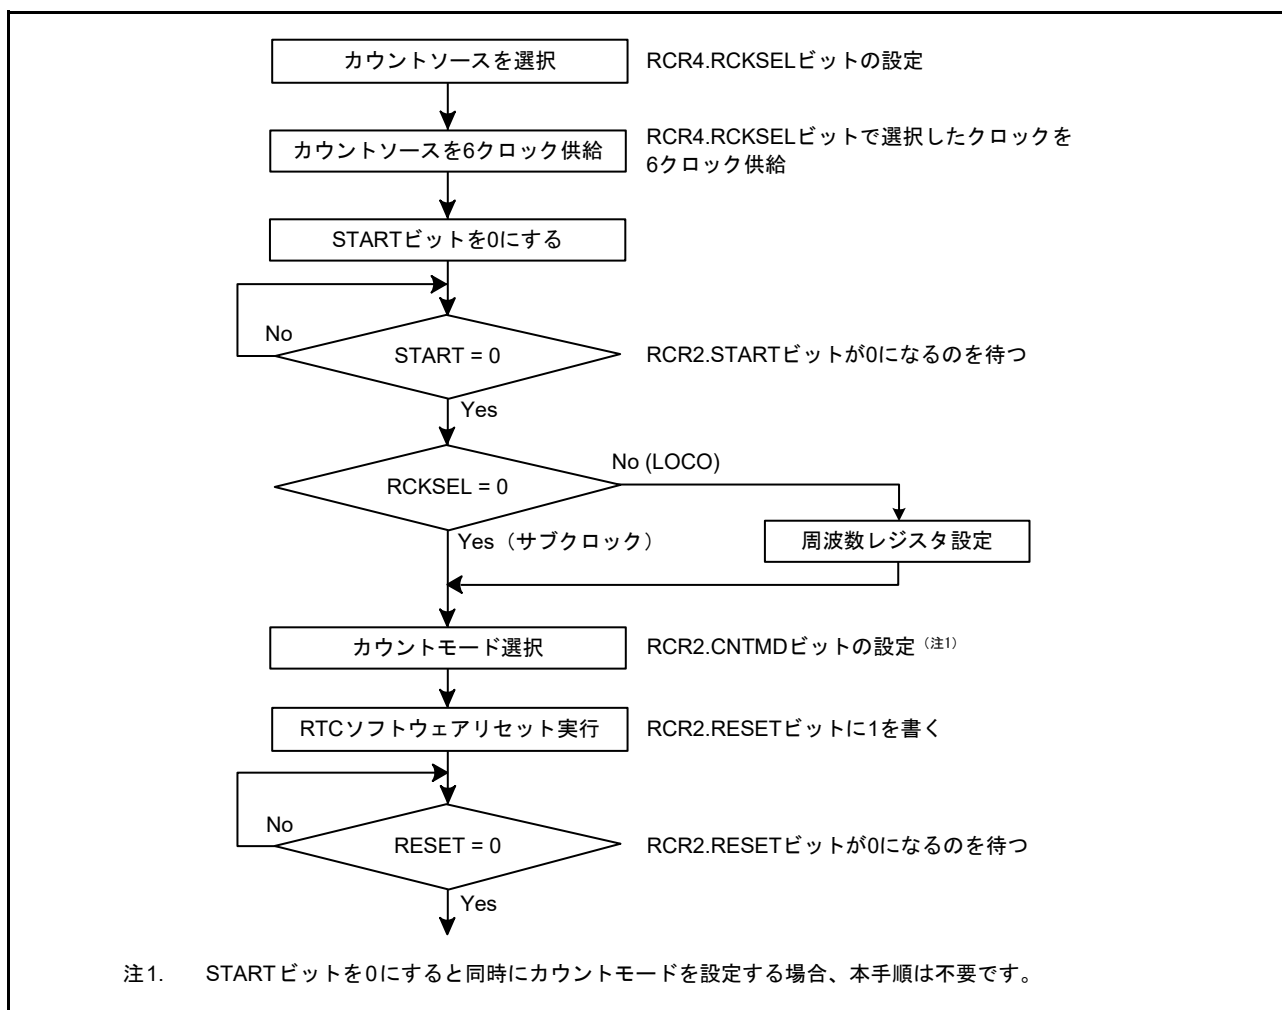 カウントソースを選択
RCR4.RCKSELビットの設定
カウントソースを6クロック供給
RCR4.RCKSELビットで選択したクロックを
6クロック供給
STARTビットを0にする
No
START = 0
RCR2.STARTビットが0になるのを待つ
Yes
No (LOCO)
RCKSEL = 0
Yes（サブクロック）
周波数レジスタ設定
カウントモード選択
RCR2.CNTMDビットの設定（注1）
RTCソフトウェアリセット実行
RCR2.RESETビットに1を書く
No
RESET = 0
RCR2.RESETビットが0になるのを待つ
Yes
注1. STARTビットを0にすると同時にカウントモードを設定する場合、本手順は不要です。